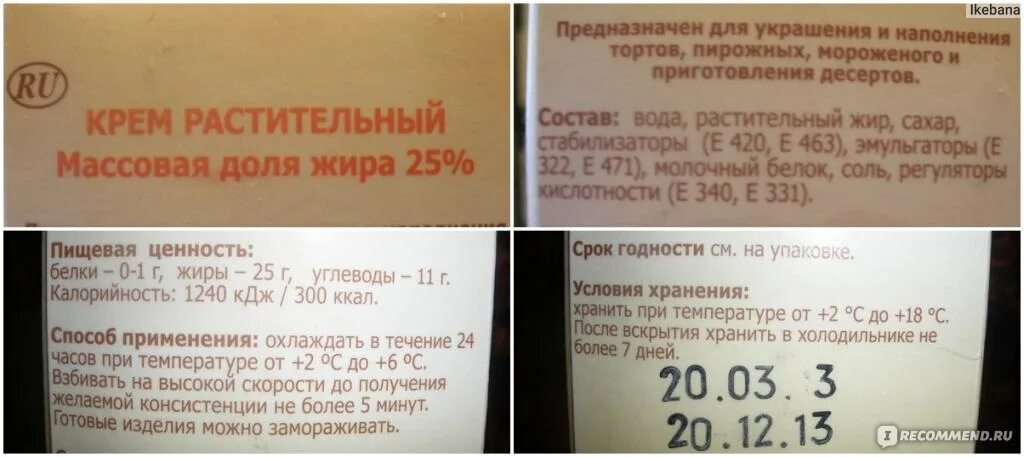 Ikebana
RU
КРЕМ РАСТИТЕЛЬНЫЙ
Массовая доля жира 25%
Предназначен для украшения и наполнения
тортов, пирожных, мороженого и
приготовления десертов.
Состав: вода, растительный жир, сахар,
стабилизаторы (Е 420, Е 463), эмульгаторы (Е
322, Е 471), молочный белок, соль, регуляторы
кислотности (Е 340, Е 331).
Пищевая ценность:
белки – 0-1 г, жиры – 25 г, углеводы – 11 г.
Калорийность: 1240 кДж / 300 ккал.
Способ применения: охлаждать в течение 24
часов при температуре от +2 °С до +6 °С.
Взбивать на высокой скорости до получения
желаемой консистенции не более 5 минут.
Готовые изделия можно замораживать.
Срок годности см. на упаковке.
Условия хранения:
хранить при температуре от +2 °С до +18 °С.
После вскрытия хранить в холодильнике не
более 7 дней.
20.03. 3
20.12.13
I RECOMMEND.RU